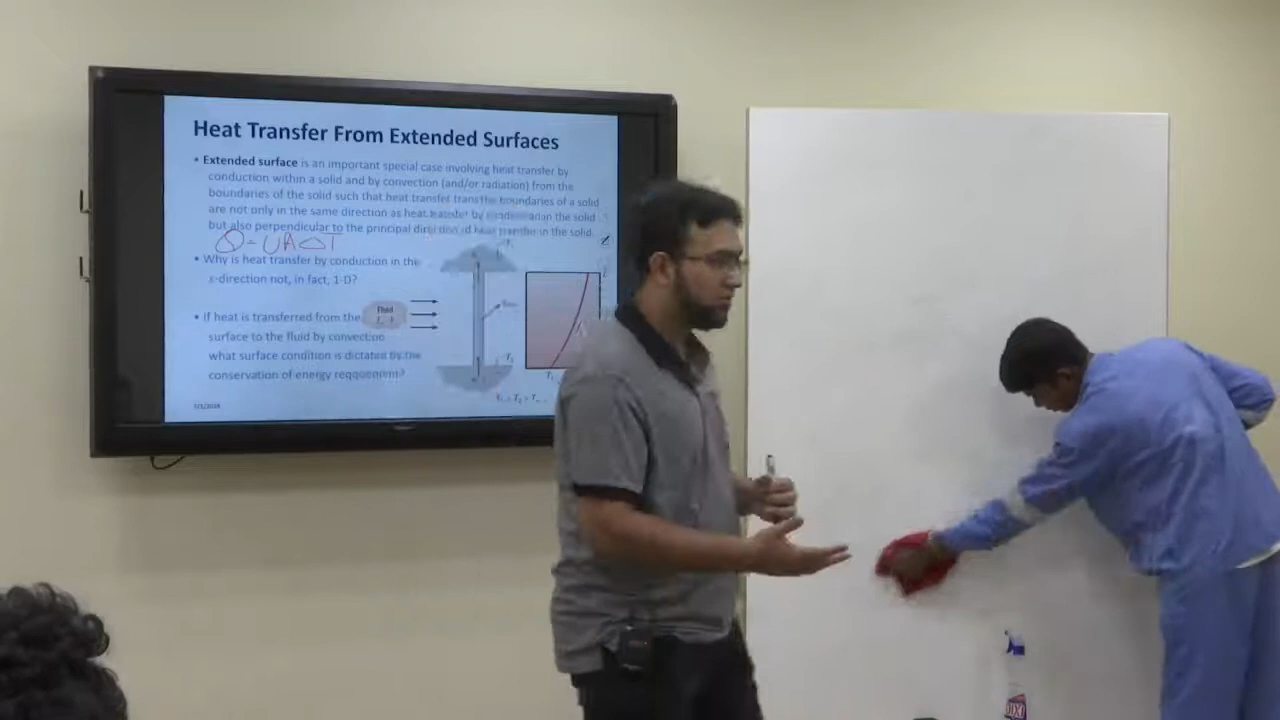 Heat Transfer From Extended Surfaces
• Extended surface is an important special case involving heat transfer by
conduction within a solid and by convection (and/or radiation) from the
boundaries of the solid such that heat transfer the boundaries of a solid
are not only in the same direction as heat transfer by in the solid
but also perpendicular to the principal direction of heat transfer in the solid.
Q = UAΔT
• Why is heat transfer by conduction in the
x-direction not, in fact, 1-D?
Fluid
• If heat is transferred from the
surface to the fluid by convection
what surface condition is dictated by the
conservation of energy
L
T₂
T₁